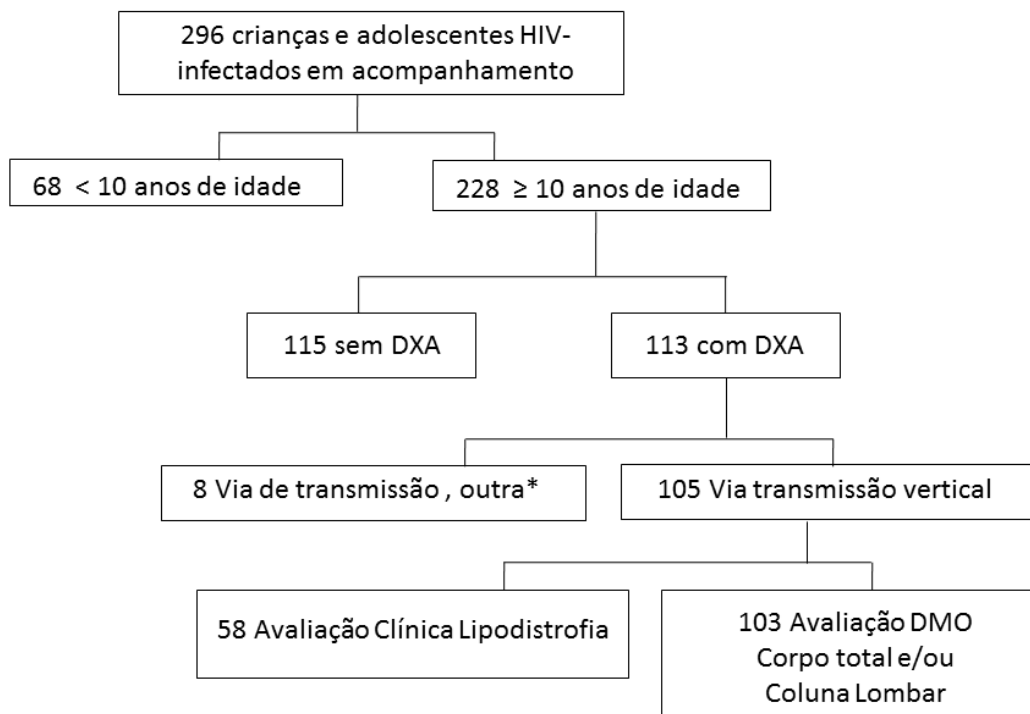 296 crianças e adolescentes HIV-
infectados em acompanhamento
68 < 10 anos de idade
228 ≥ 10 anos de idade
115 sem DXA
113 com DXA
8 Via de transmissão , outra*
105 Via transmissão vertical
58 Avaliação Clínica Lipodistrofia
103 Avaliação DMO
Corpo total e/ou
Coluna Lombar